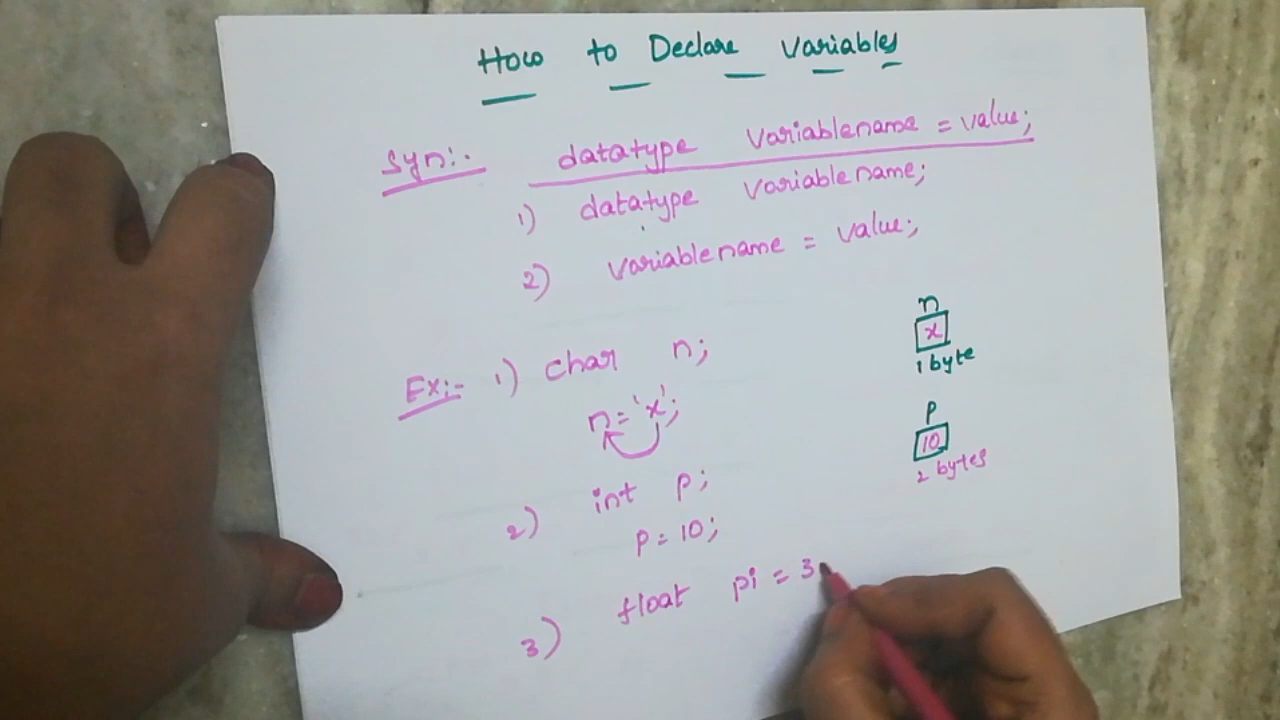 How to Declare Variables
Syn:- datatype variablename = value;
1) datatype variablename;
2) variablename = value;
Ex:- 1) char n;
n = 'x';
2) int p;
p = 10;
3) float pi = 3
n
x
1 byte
p
10
2 bytes